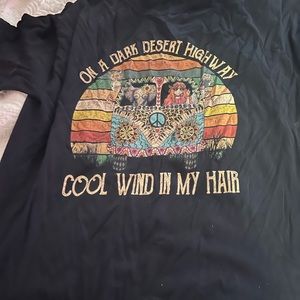 ON A DARK DESERT HIGHWAY
COOL WIND IN MY HAIR